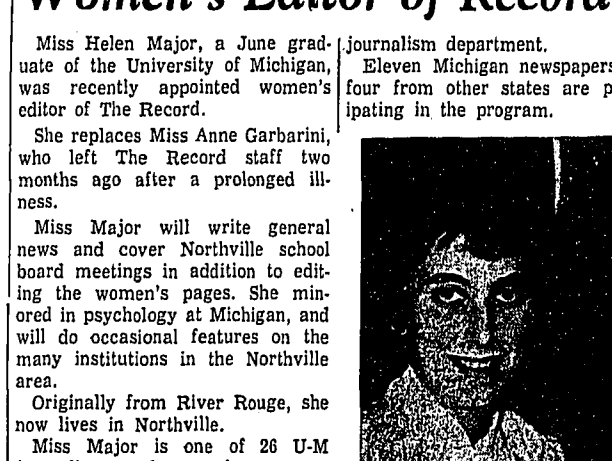 Women's Editor of Record
Miss Helen Major, a June grad-
uate of the University of Michigan,
was recently appointed women's
editor of The Record.
She replaces Miss Anne Garbarini,
who left The Record staff two
months ago after a prolonged ill-
ness.
Miss Major will write general
news and cover Northville school
board meetings in addition to edit-
ing the women's pages. She min-
ored in psychology at Michigan, and
will do occasional features on the
many institutions in the Northville
area.
Originally from River Rouge, she
now lives in Northville.
Miss Major is one of 26 U-M
journalism department.
Eleven Michigan newspapers
four from other states are p
ipating in the program.